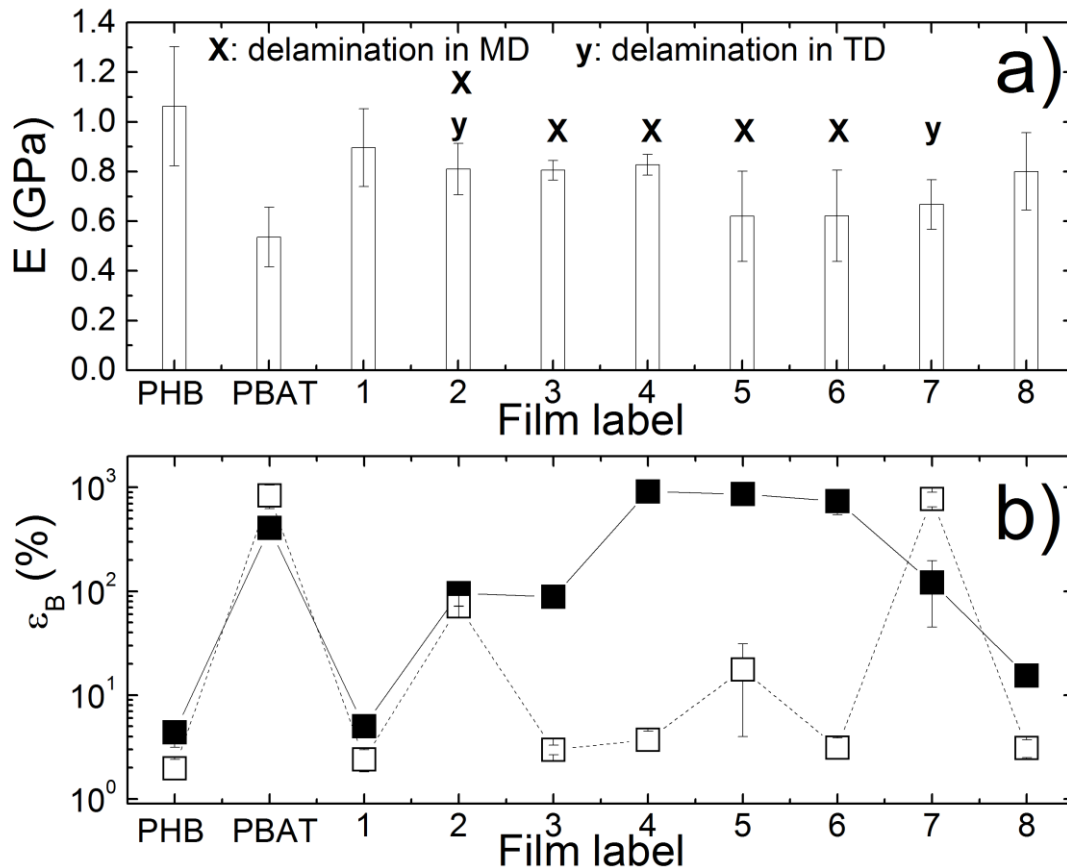 1.4
X: delamination in MD y: delamination in TD
a)
1.2
X
1.0
y X X X X y
0.8
0.6
0.4
0.2
0.0
E (GPa)
PHB PBAT 1 2 3 4 5 6 7 8
Film label
10³
b)
10²
10¹
10⁰
ε_B (%)
PHB PBAT 1 2 3 4 5 6 7 8
Film label